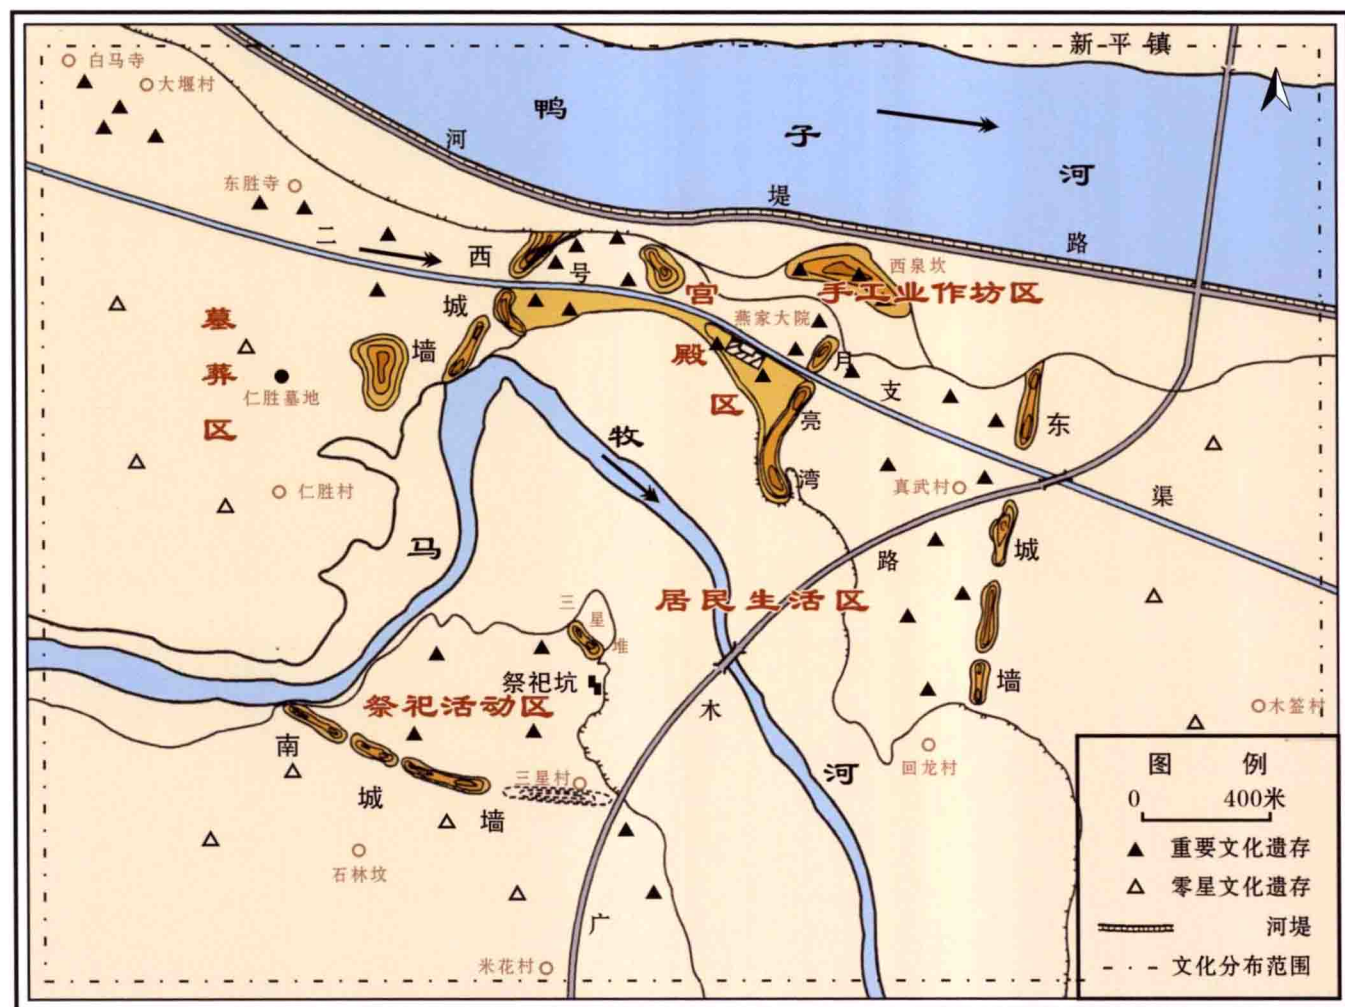 新平镇
白马寺
大堰村
鸭子河
河堤路
东胜寺
二号支渠
西城墙
西泉坎
宫殿区
手工业作坊区
燕家大院
墓葬区
仁胜墓地
月亮湾
东城墙
牧马河
仁胜村
真武村
居民生活区
三星堆
祭祀坑
祭祀活动区
广木路
南城墙
三星村
回龙村
木签村
石林坟
米花村
图例
0 400米
重要文化遗存
零星文化遗存
河堤
文化分布范围